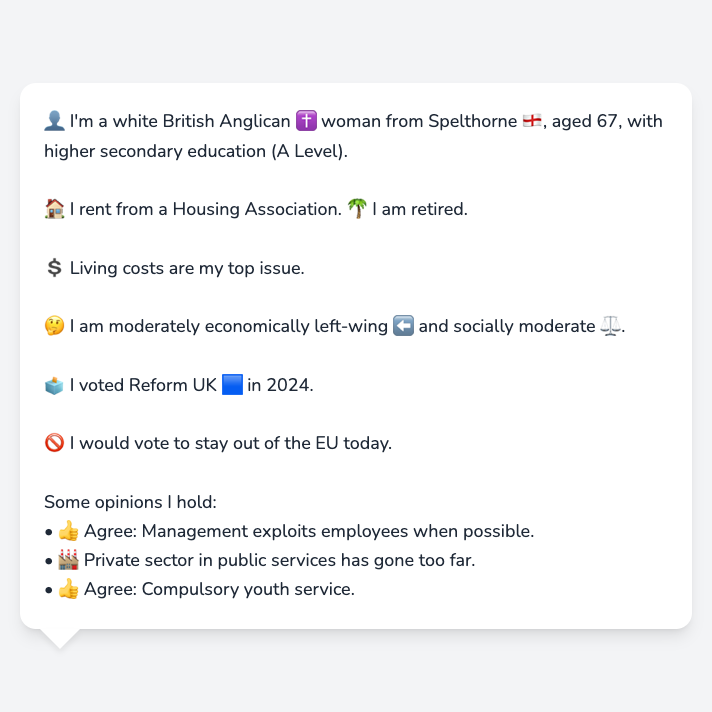 👤 I'm a white British Anglican ✝️ woman from Spelthorne 🏴󠁧󠁢󠁥󠁮󠁧󠁿, aged 67, with
higher secondary education (A Level).
🏠 I rent from a Housing Association. 🌴 I am retired.
💲 Living costs are my top issue.
🤔 I am moderately economically left-wing ⬅️ and socially moderate ⚖️.
🗳️ I voted Reform UK 🟦 in 2024.
🚫 I would vote to stay out of the EU today.
Some opinions I hold:
• 👍 Agree: Management exploits employees when possible.
• 🏭 Private sector in public services has gone too far.
• 👍 Agree: Compulsory youth service.